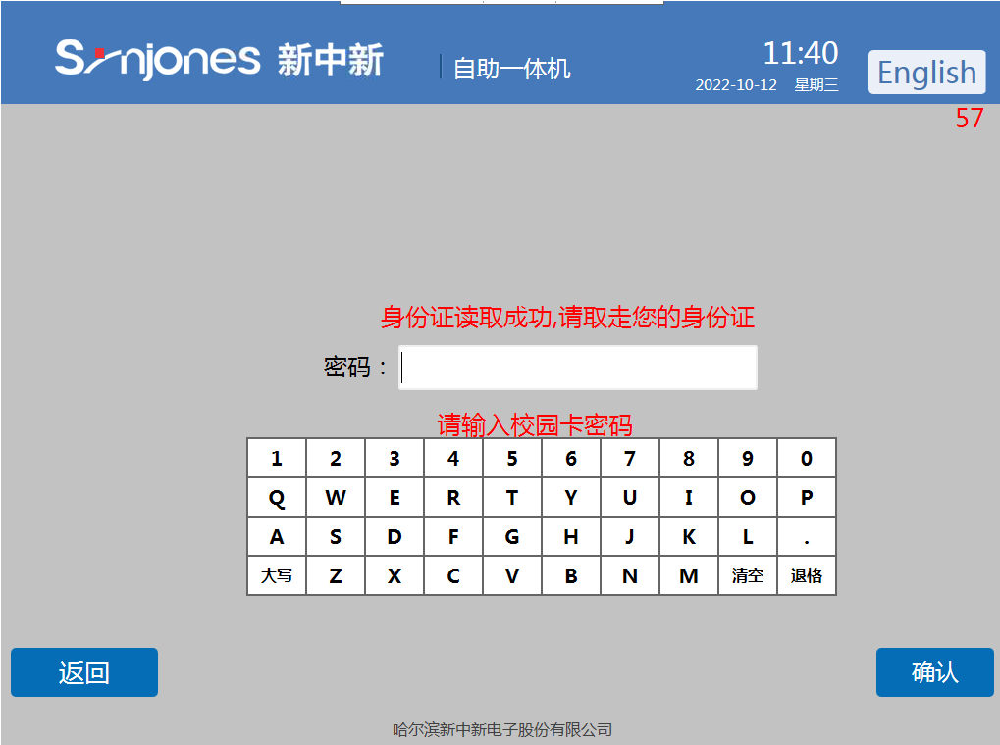 Synjones 新中新
自助一体机
11:40
2022-10-12 星期三
English
57
身份证读取成功,请取走您的身份证
密码：
请输入校园卡密码
1 2 3 4 5 6 7 8 9 0
Q W E R T Y U I O P
A S D F G H J K L .
大写 Z X C V B N M 清空 退格
返回
确认
哈尔滨新中新电子股份有限公司